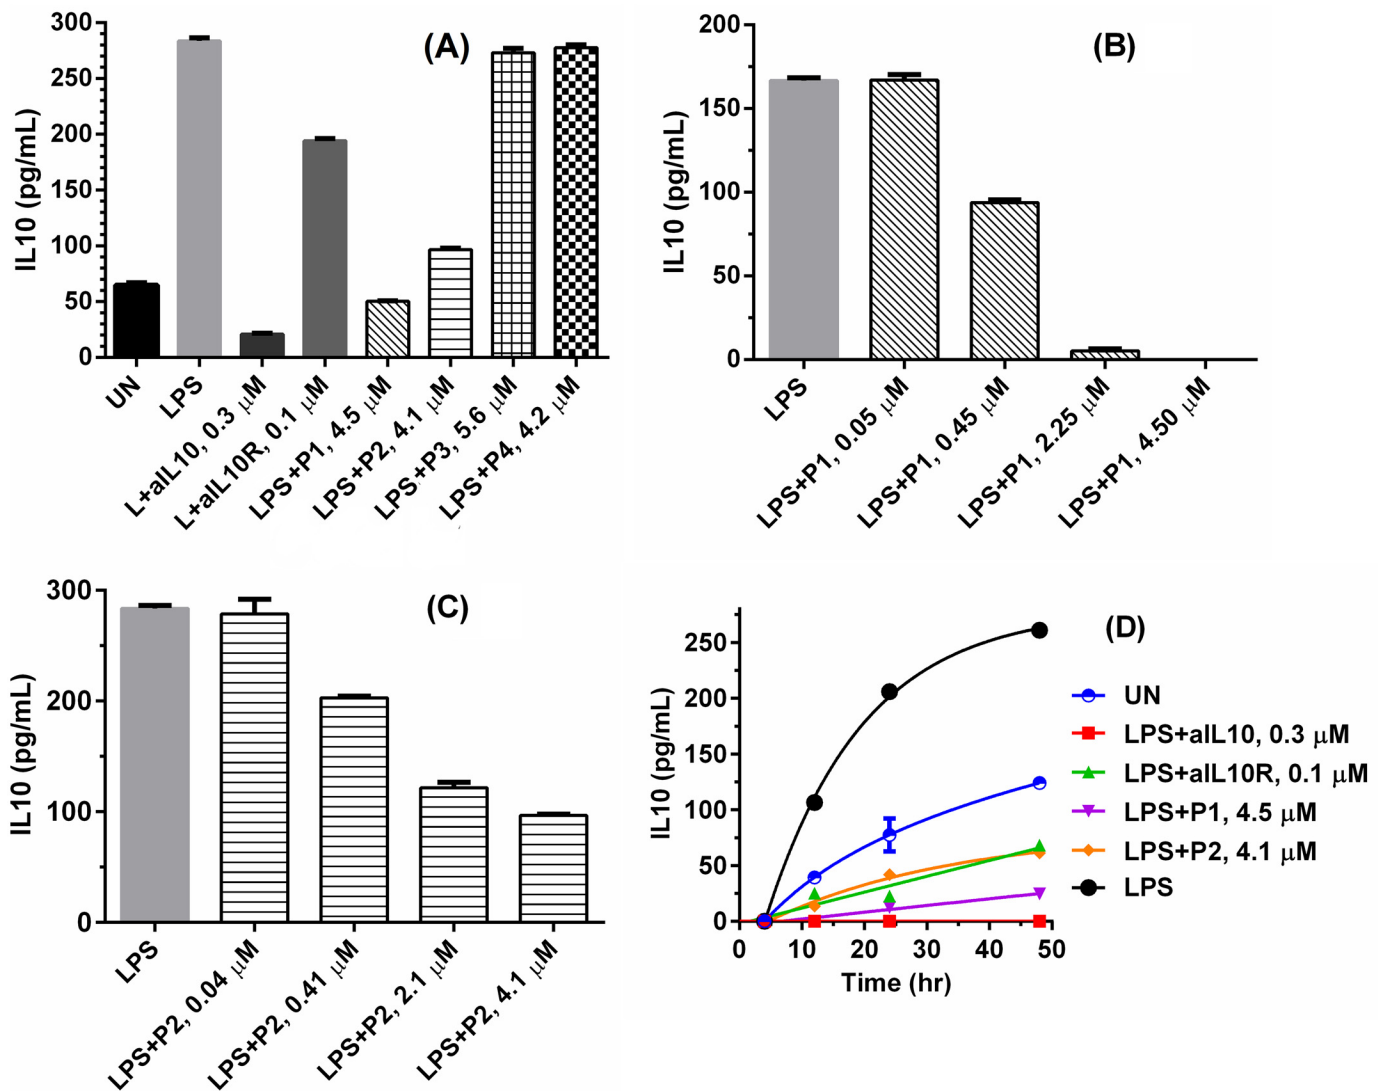 (A)
IL10 (pg/mL)
300
250
200
150
100
50
0
UN
LPS
L+aIL10, 0.3 μM
L+aIL10R, 0.1 μM
LPS+P1, 4.5 μM
LPS+P2, 4.1 μM
LPS+P3, 5.6 μM
LPS+P4, 4.2 μM
(B)
IL10 (pg/mL)
200
150
100
50
0
LPS
LPS+P1, 0.05 μM
LPS+P1, 0.45 μM
LPS+P1, 2.25 μM
LPS+P1, 4.50 μM
(C)
IL10 (pg/mL)
300
200
100
0
LPS
LPS+P2, 0.04 μM
LPS+P2, 0.41 μM
LPS+P2, 2.1 μM
LPS+P2, 4.1 μM
(D)
IL10 (pg/mL)
250
200
150
100
50
0
0 10 20 30 40 50
Time (hr)
UN
LPS+aIL10, 0.3 μM
LPS+aIL10R, 0.1 μM
LPS+P1, 4.5 μM
LPS+P2, 4.1 μM
LPS